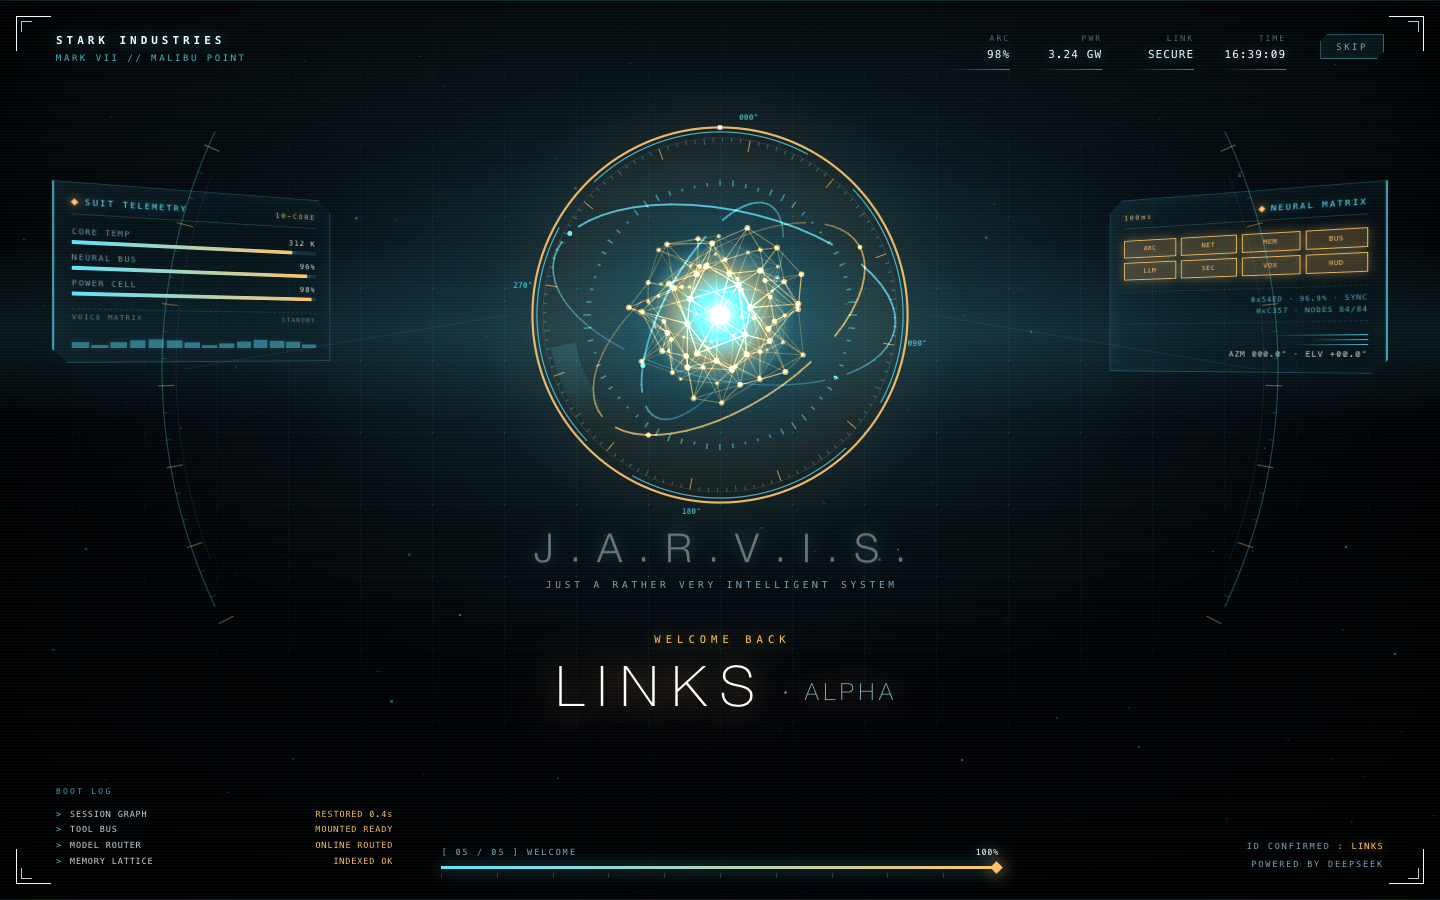 STARK INDUSTRIES
MARK VII // MALIBU POINT
ARC PWR LINK TIME
98% 3.24 GW SECURE 16:39:09
SKIP
000°
090°
180°
270°
SUIT TELEMETRY 10-CORE
CORE TEMP 312 K
NEURAL BUS 96%
POWER CELL 98%
VOICE MATRIX STANDBY
100ms NEURAL MATRIX
ARC NET MEM BUS
LLM SEC VOX HUD
0x54ED · 96.9% · SYNC
0xC357 · NODES 84/84
AZM 000.0° · ELV +00.0°
J.A.R.V.I.S.
JUST A RATHER VERY INTELLIGENT SYSTEM
WELCOME BACK
LINKS · ALPHA
BOOT LOG
> SESSION GRAPH RESTORED 0.4s
> TOOL BUS MOUNTED READY
> MODEL ROUTER ONLINE ROUTED
> MEMORY LATTICE INDEXED OK
[ 05 / 05 ] WELCOME 100%
ID CONFIRMED : LINKS
POWERED BY DEEPSEEK